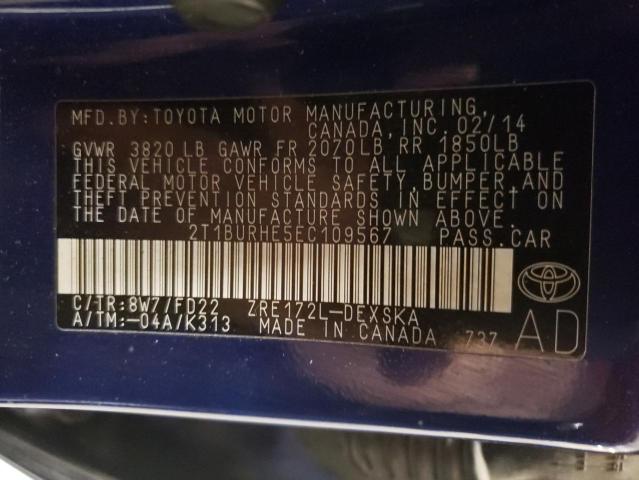 MFD. BY: TOYOTA MOTOR MANUFACTURING,
CANADA, INC. 02/14
GVWR 3820 LB GAWR FR 2070LB RR 1850LB
THIS VEHICLE CONFORMS TO ALL APPLICABLE
FEDERAL MOTOR VEHICLE SAFETY, BUMPER, AND
THEFT PREVENTION STANDARDS IN EFFECT ON
THE DATE OF MANUFACTURE SHOWN ABOVE.
2T1BURHE5EC109567 PASS.CAR
C/TR:8W7/FD22 ZRE172L-DEXSKA
A/TM:-04A/K313 MADE IN CANADA 737 AD